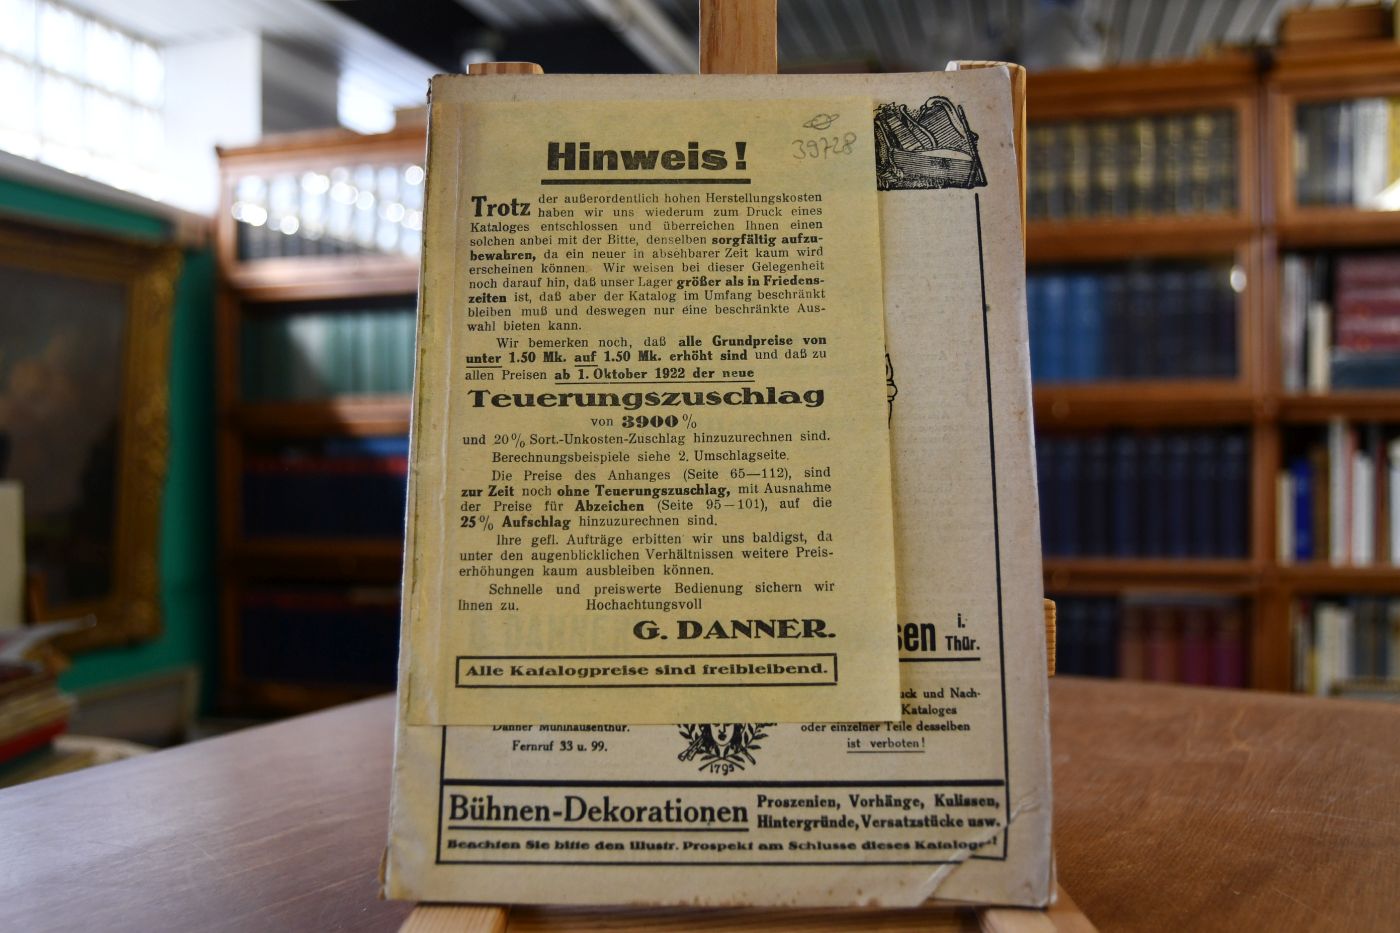 39728
Hinweis!
Trotz der außerordentlich hohen Herstellungskosten
haben wir uns wiederum zum Druck eines
Kataloges entschlossen und überreichen Ihnen einen
solchen anbei mit der Bitte, denselben sorgfältig aufzu-
bewahren, da ein neuer in absehbarer Zeit kaum wird
erscheinen können. Wir weisen bei dieser Gelegenheit
noch darauf hin, daß unser Lager größer als in Friedens-
zeiten ist, daß aber der Katalog im Umfang beschränkt
bleiben muß und deswegen nur eine beschränkte Aus-
wahl bieten kann.
Wir bemerken noch, daß alle Grundpreise von
unter 1.50 Mk. auf 1.50 Mk. erhöht sind und daß zu
allen Preisen ab 1. Oktober 1922 der neue
Teuerungszuschlag
von 3900%
und 20% Sort.-Unkosten-Zuschlag hinzuzurechnen sind.
Berechnungsbeispiele siehe 2. Umschlagseite.
Die Preise des Anhanges (Seite 65—112), sind
zur Zeit noch ohne Teuerungszuschlag, mit Ausnahme
der Preise für Abzeichen (Seite 95—101), auf die
25% Aufschlag hinzuzurechnen sind.
Ihre gefl. Aufträge erbitten wir uns baldigst, da
unter den augenblicklichen Verhältnissen weitere Preis-
erhöhungen kaum ausbleiben können.
Schnelle und preiswerte Bedienung sichern wir
Ihnen zu. Hochachtungsvoll
G. DANNER.
Alle Katalogpreise sind freibleibend.
sen i. Thür.
uck und Nach-
Kataloges
oder einzelner Teile desselben
ist verboten!
Danner Mühlhausenthür.
Fernruf 33 u. 99.
1795
Bühnen-Dekorationen Proszenien, Vorhänge, Kulissen,
Hintergründe, Versatzstücke usw.
Beachten Sie bitte den illustr. Prospekt am Schlusse dieses Kataloges!